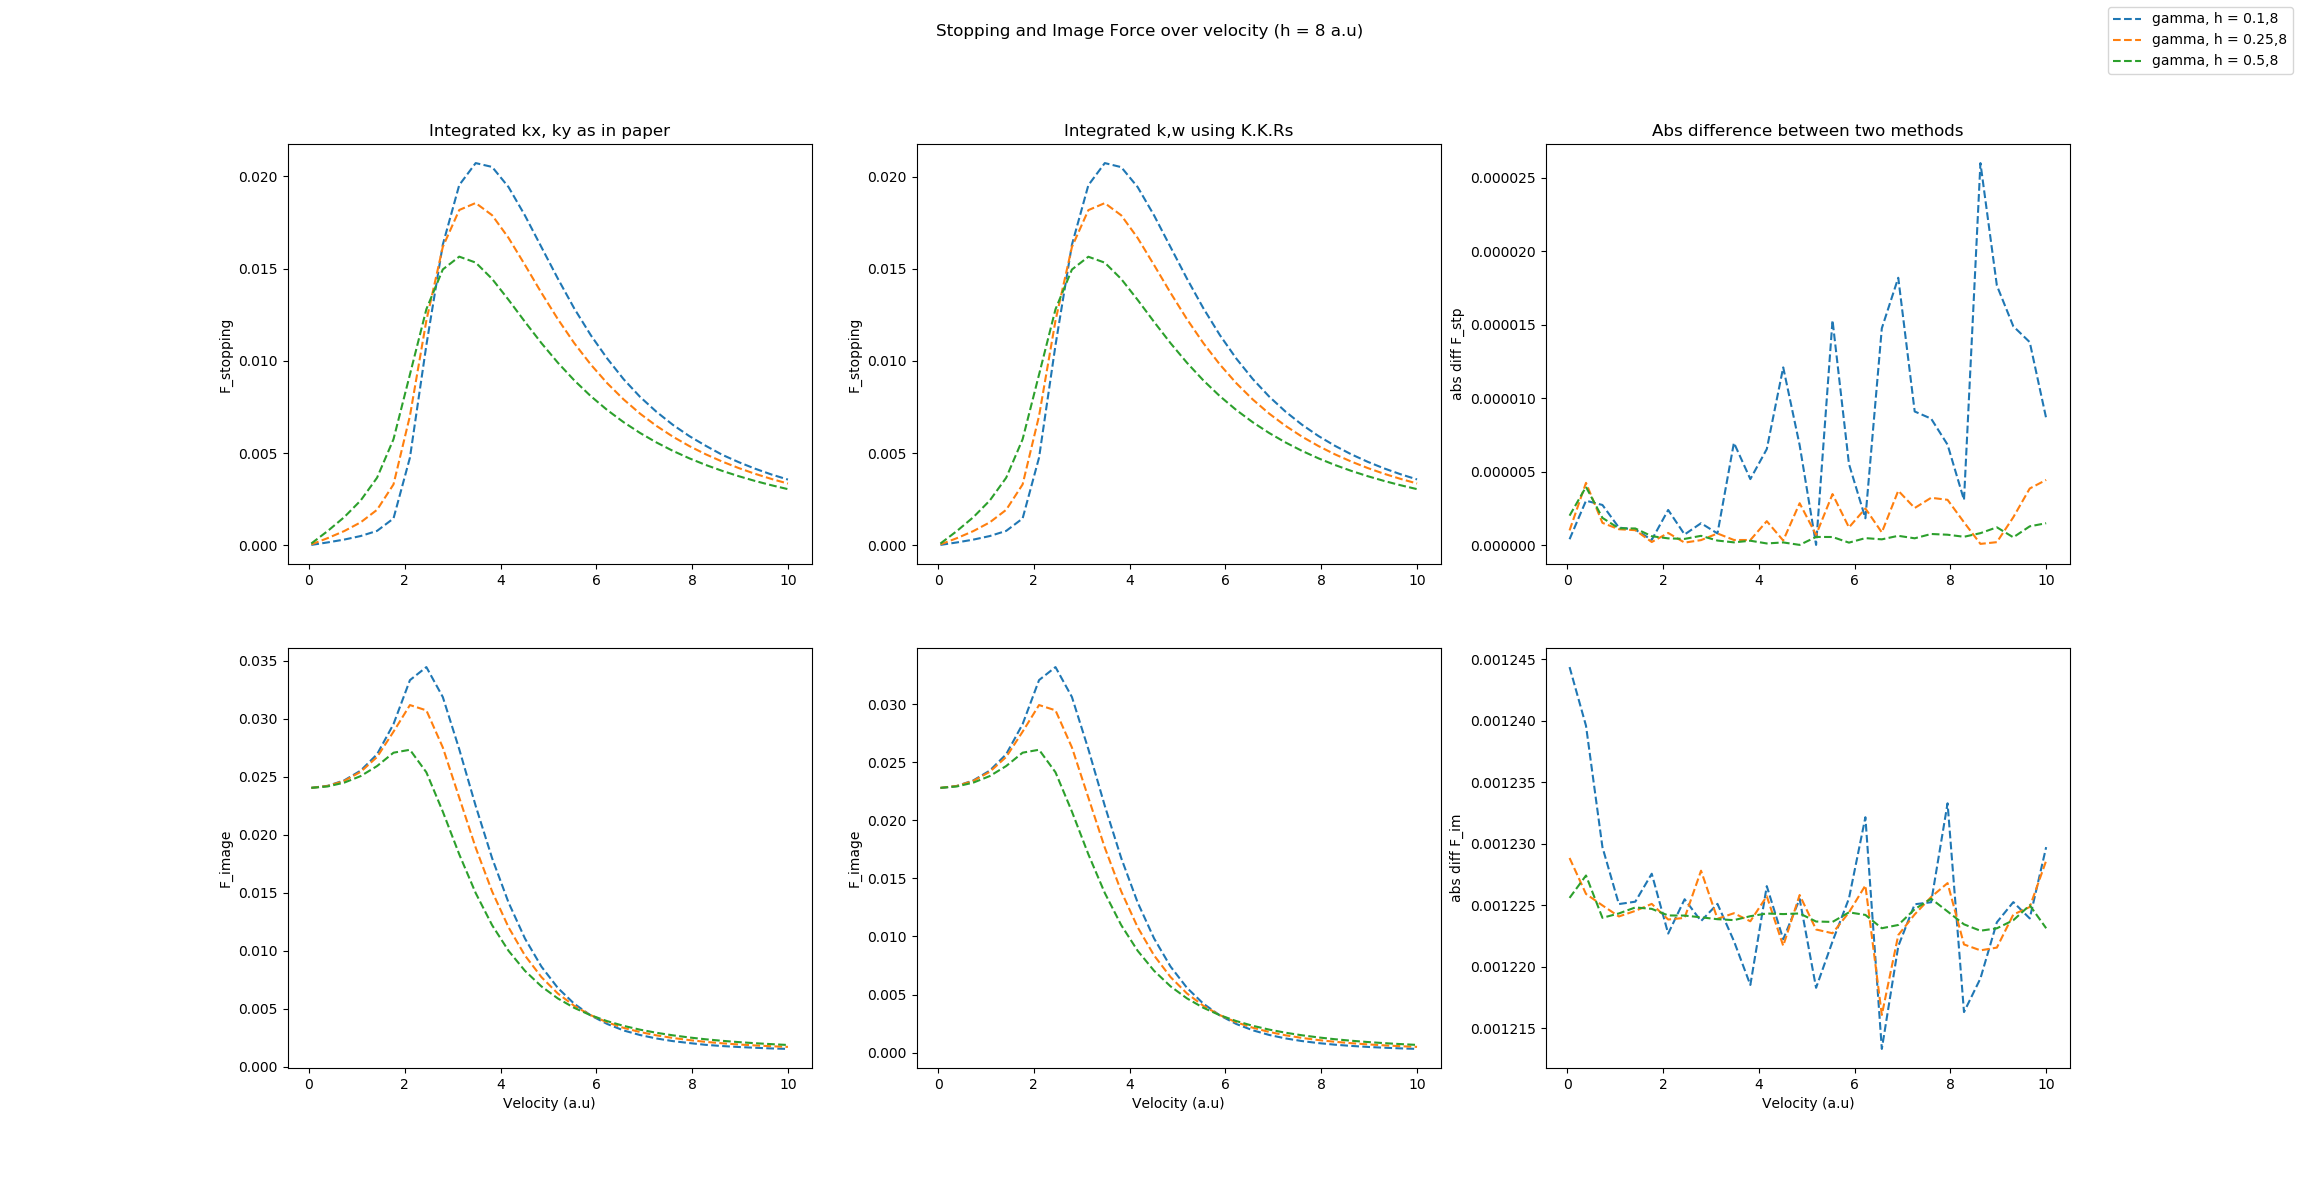 Stopping and Image Force over velocity (h = 8 a.u)
gamma, h = 0.1,8
gamma, h = 0.25,8
gamma, h = 0.5,8
Integrated kx, ky as in paper
F_stopping
0.020
0.015
0.010
0.005
0.000
0 2 4 6 8 10
Integrated k,w using K.K.Rs
F_stopping
0.020
0.015
0.010
0.005
0.000
0 2 4 6 8 10
Abs difference between two methods
abs diff F_stp
0.000025
0.000020
0.000015
0.000010
0.000005
0.000000
0 2 4 6 8 10
F_image
0.035
0.030
0.025
0.020
0.015
0.010
0.005
0.000
0 2 4 6 8 10
Velocity (a.u)
F_image
0.030
0.025
0.020
0.015
0.010
0.005
0.000
0 2 4 6 8 10
Velocity (a.u)
abs diff F_im
0.001245
0.001240
0.001235
0.001230
0.001225
0.001220
0.001215
0 2 4 6 8 10
Velocity (a.u)